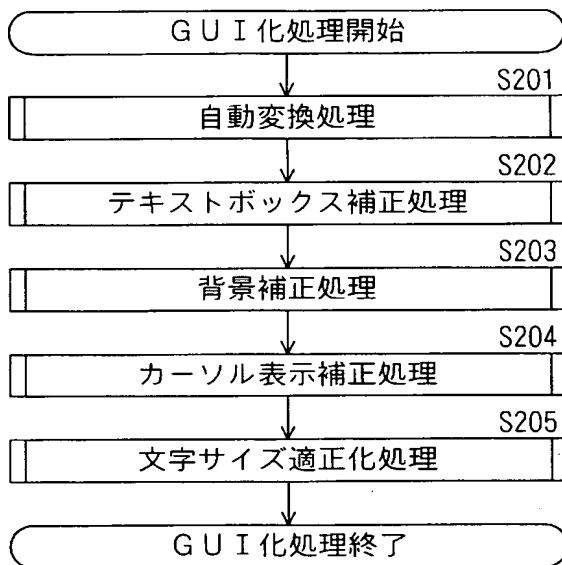 ＧＵＩ化処理開始
S201
自動変換処理
S202
テキストボックス補正処理
S203
背景補正処理
S204
カーソル表示補正処理
S205
文字サイズ適正化処理
ＧＵＩ化処理終了